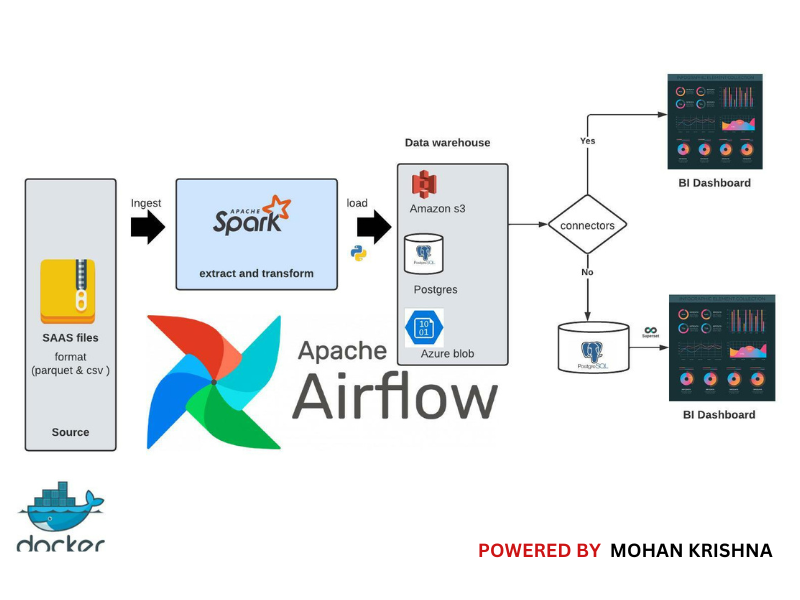 Data warehouse
Yes
BI Dashboard
Ingest
load
APACHE
Spark
extract and transform
Amazon s3
PostgreSQL
Postgres
10
01
Azure blob
connectors
No
PostgreSQL
Superset
BI Dashboard
SAAS files
format
(parquet & csv )
Source
Apache
Airflow
docker
POWERED BY MOHAN KRISHNA